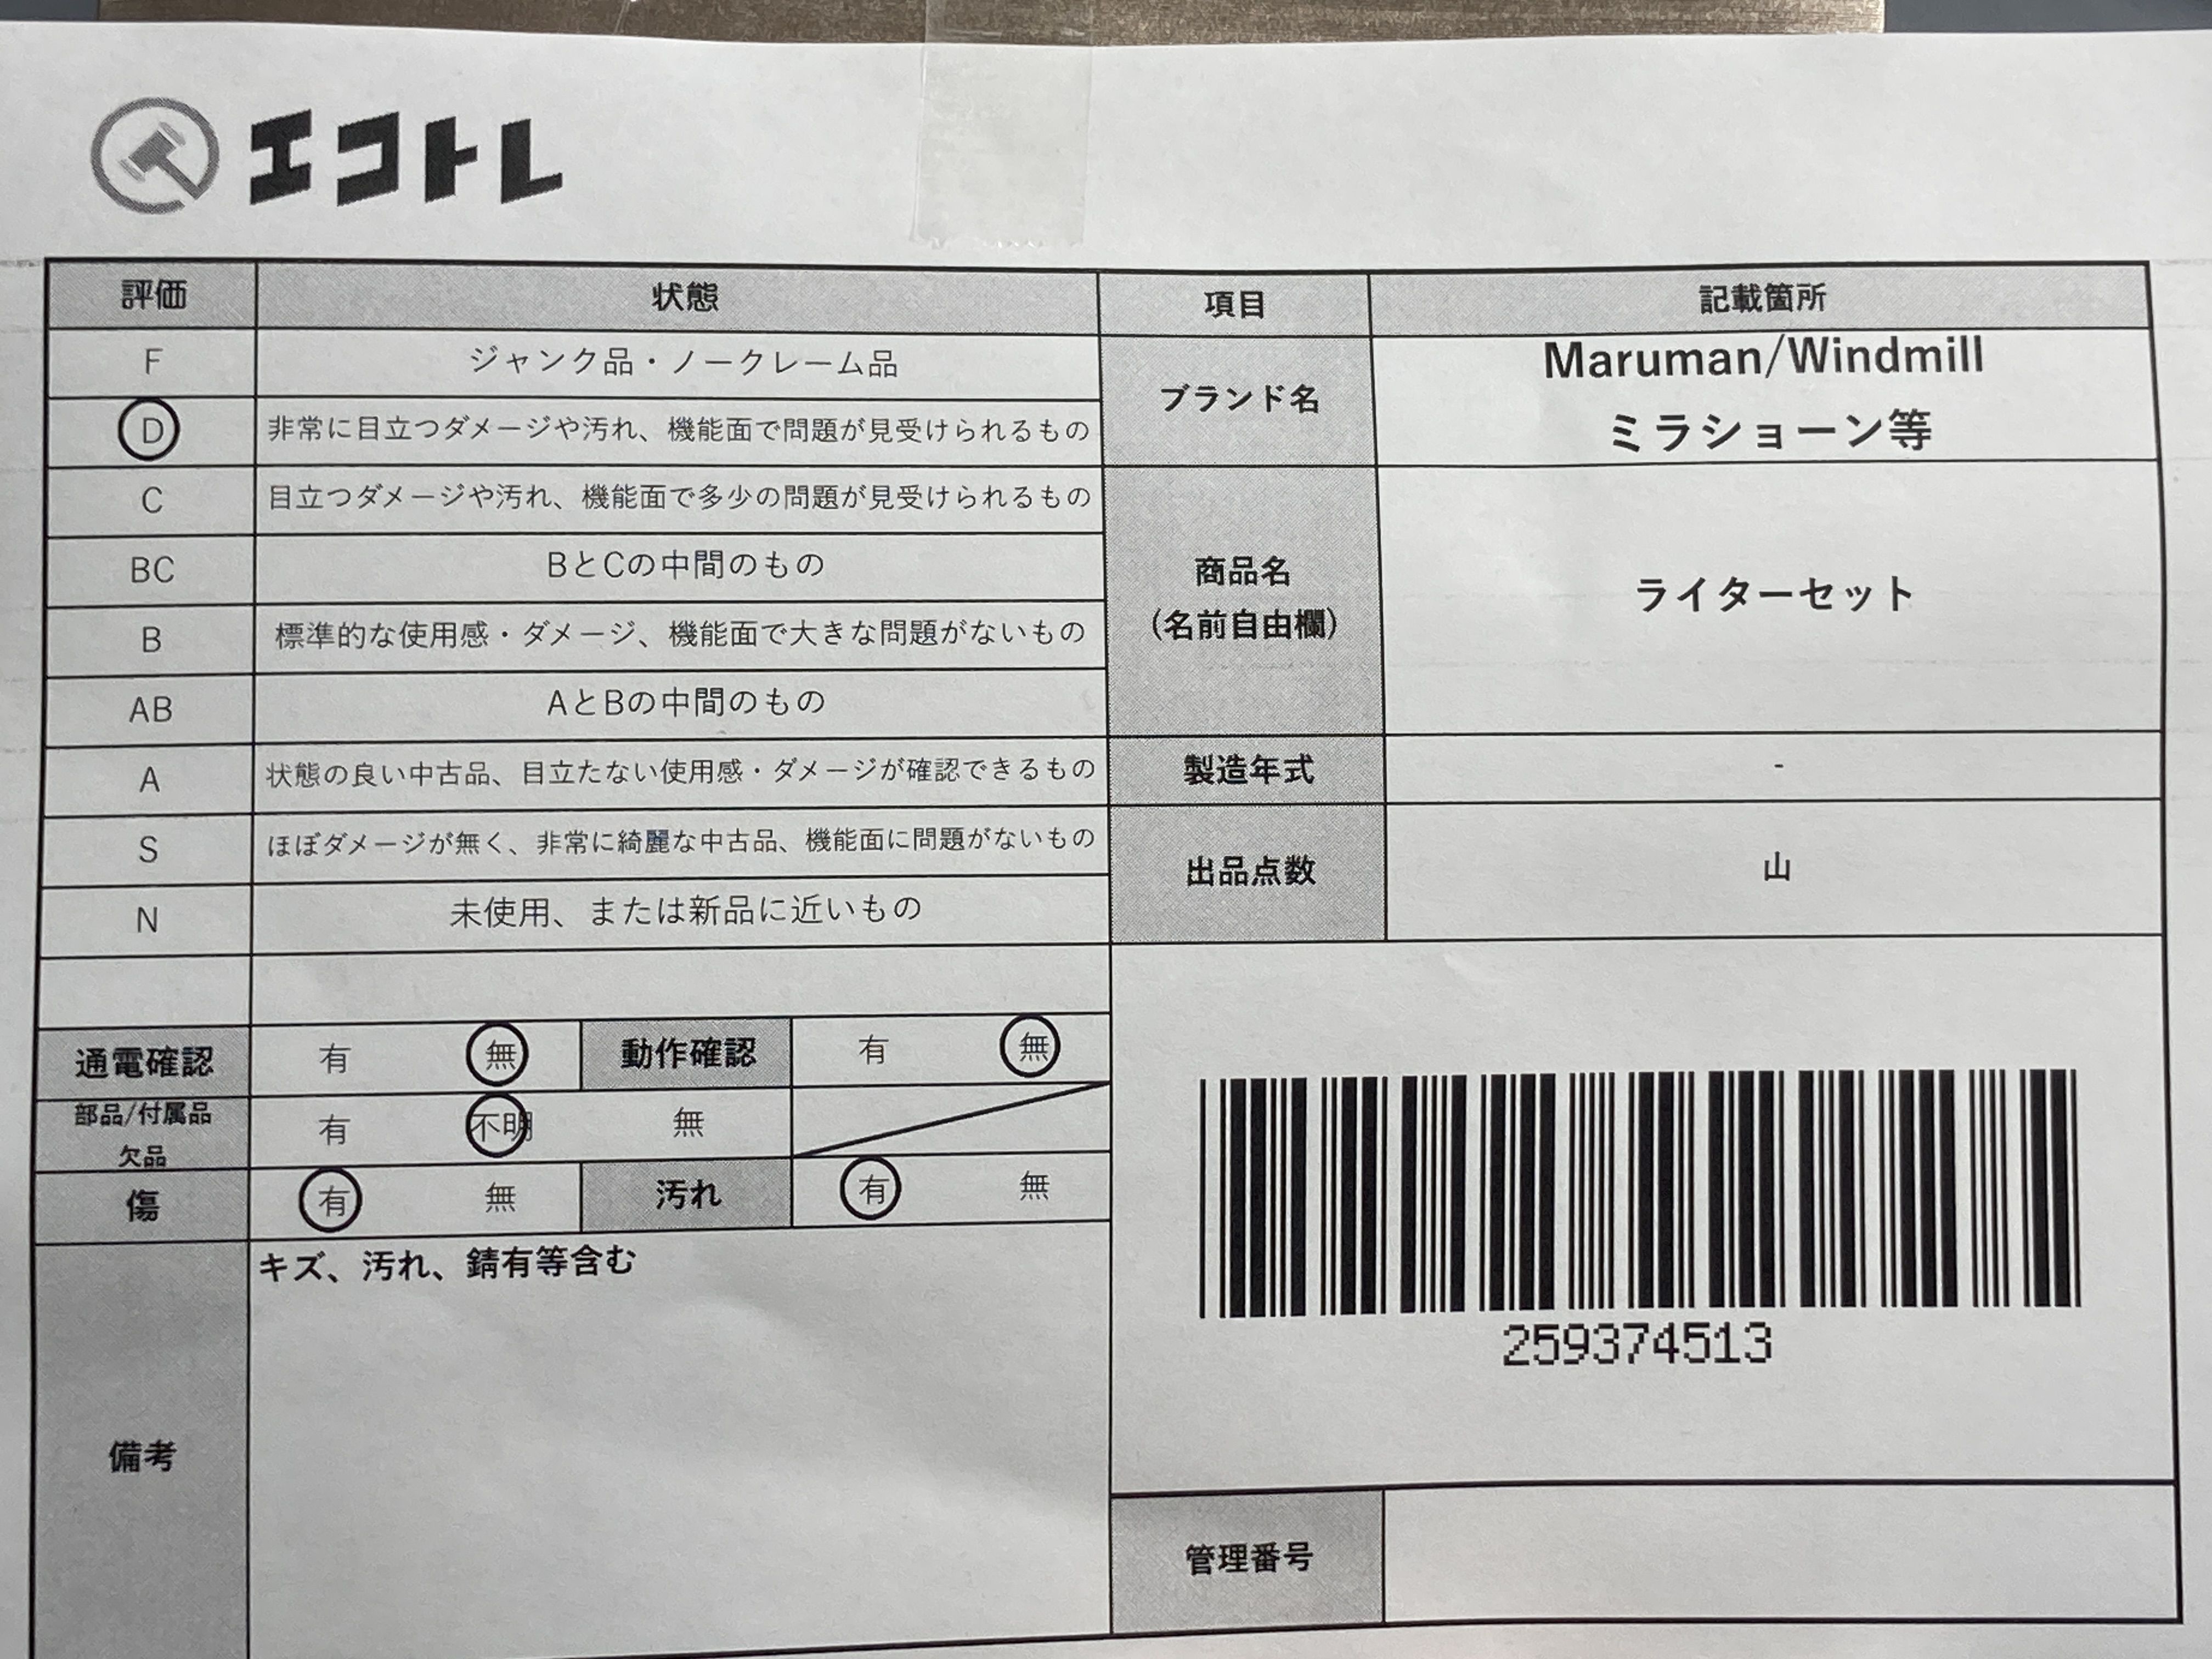 エコトレ
評価 状態 項目 記載箇所
F ジャンク品・ノークレーム品
D 非常に目立つダメージや汚れ、機能面で問題が見受けられるもの
C 目立つダメージや汚れ、機能面で多少の問題が見受けられるもの
BC BとCの中間のもの
B 標準的な使用感・ダメージ、機能面で大きな問題がないもの
AB AとBの中間のもの
A 状態の良い中古品、目立たない使用感・ダメージが確認できるもの
S ほぼダメージが無く、非常に綺麗な中古品、機能面に問題がないもの
N 未使用、または新品に近いもの
ブランド名
Maruman/Windmill
ミラショーン等
商品名
(名前自由欄)
ライターセット
製造年式 -
出品点数 山
通電確認 有 無 動作確認 有 無
部品/付属品
欠品
有 不明 無
傷 有 無 汚れ 有 無
備考
キズ、汚れ、錆有等含む
259374513
管理番号